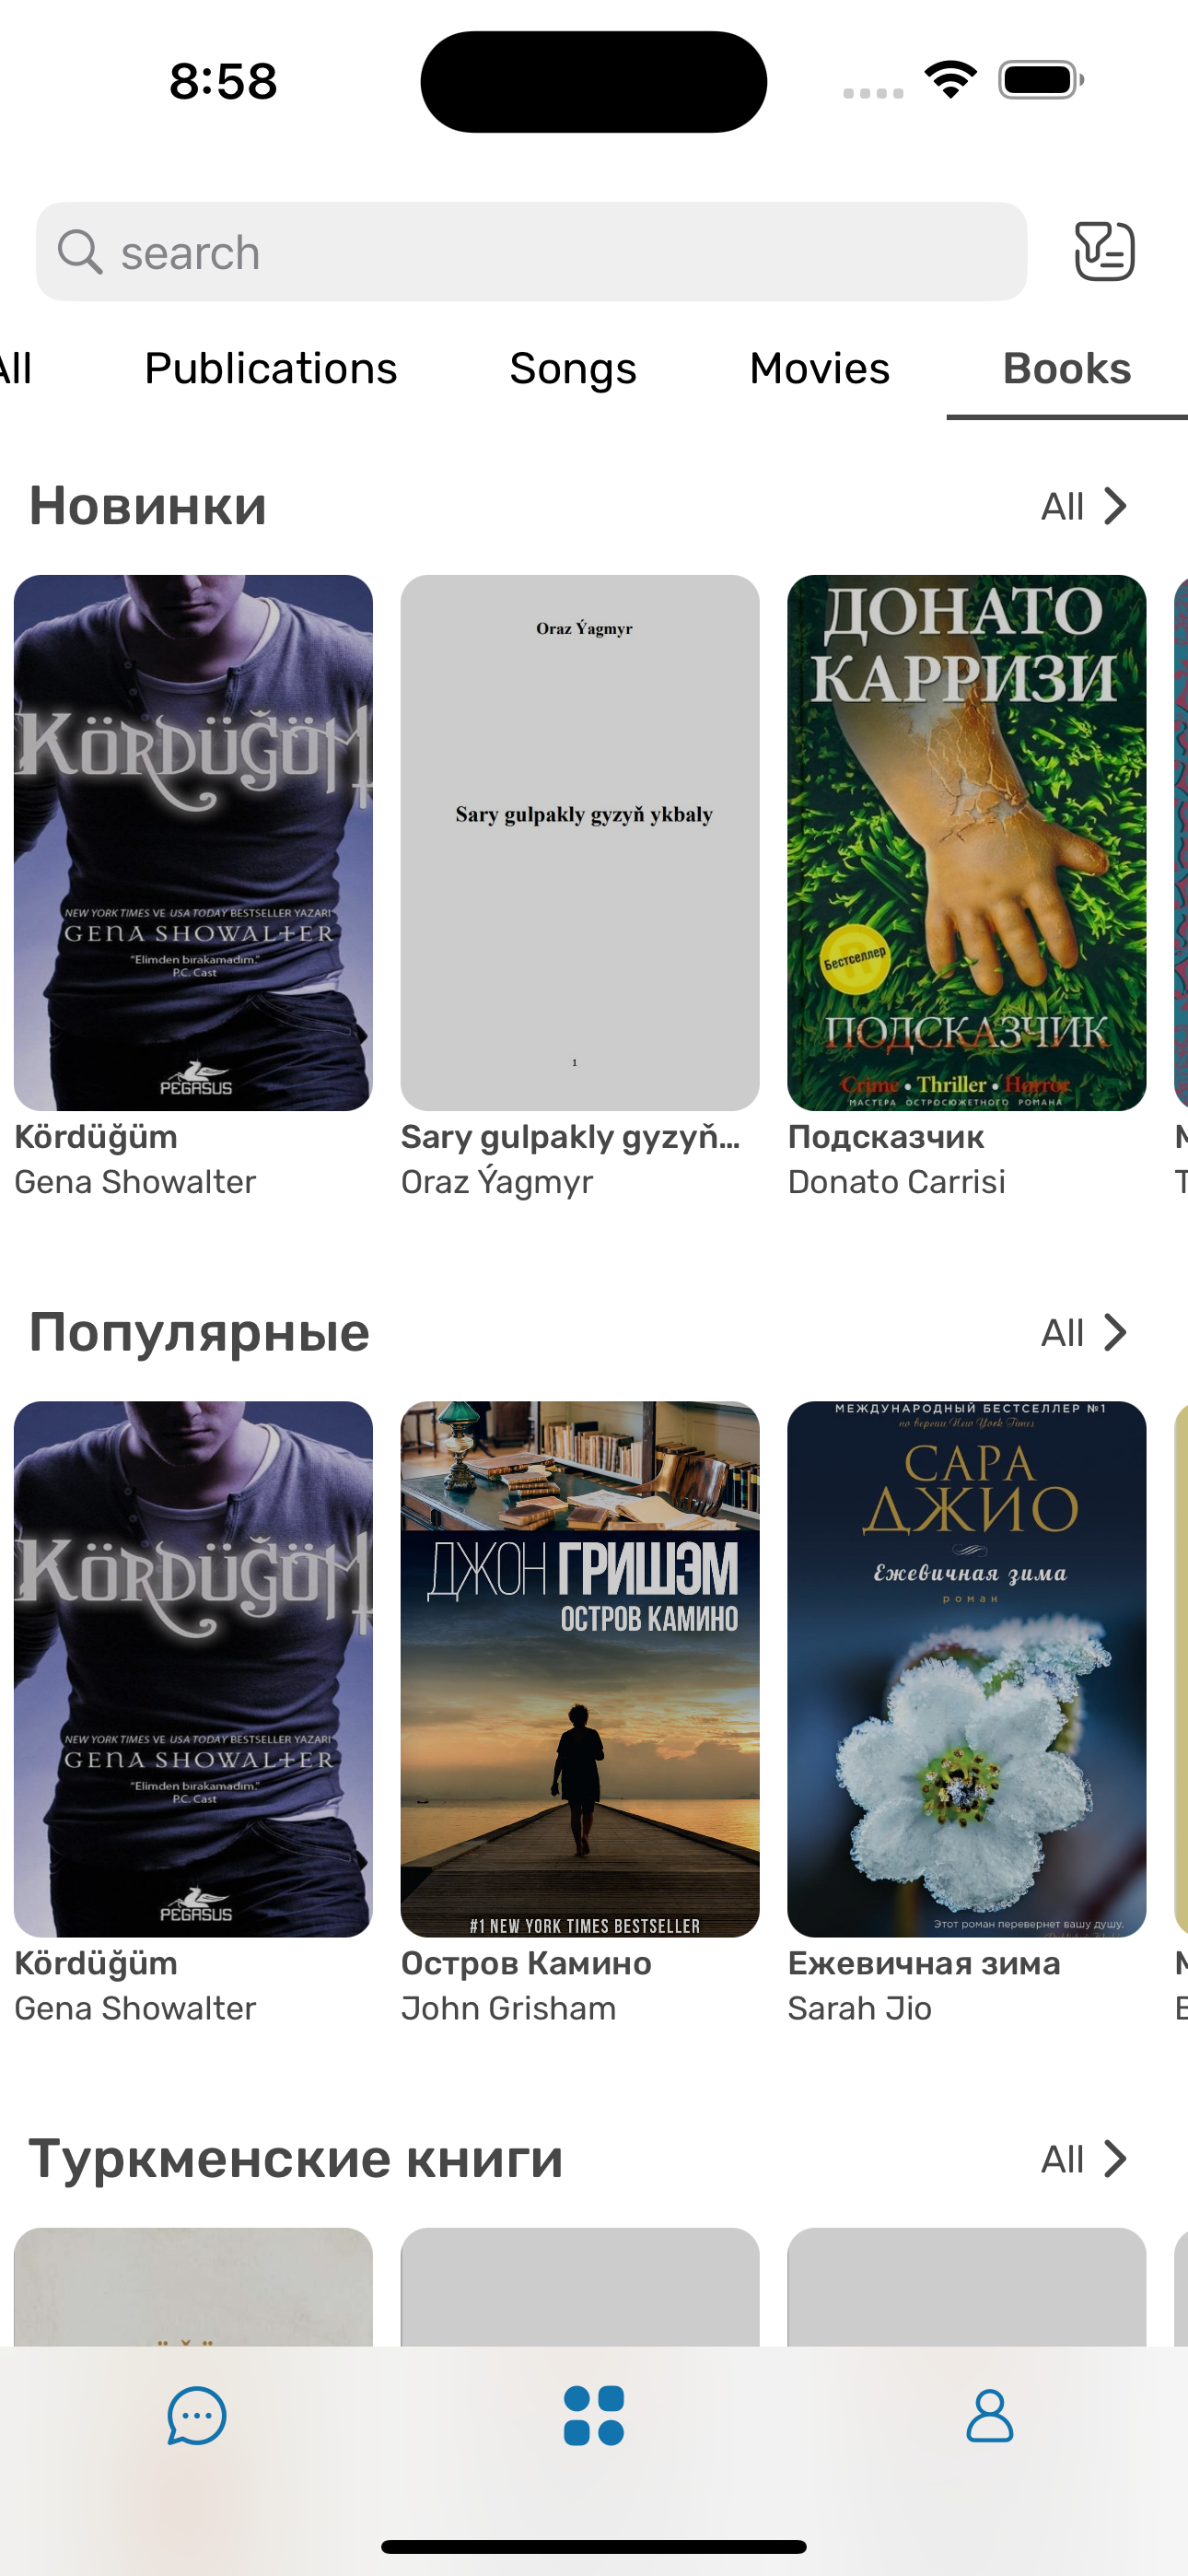 8:58
search
All
Publications
Songs
Movies
Books
Новинки
All
KÖRDÜĞÜM
NEW YORK TIMES VE USA TODAY BESTSELLER YAZARI
GENA SHOWALTER
"Elimden bırakamadım."
P.C. Cast
PEGASUS
Kördüğüm
Gena Showalter
Oraz Ýagmyr
Sary gulpakly gyzyň ykbaly
1
Sary gulpakly gyzyň...
Oraz Ýagmyr
ДОНАТО
КАРРИЗИ
Бестселлер
ПОДСКАЗЧИК
Crime • Thriller • Horror
МАСТЕРА ОСТРОСЮЖЕТНОГО РОМАНА
Подсказчик
Donato Carrisi
Популярные
All
KÖRDÜĞÜM
NEW YORK TIMES VE USA TODAY BESTSELLER YAZARI
GENA SHOWALTER
"Elimden bırakamadım."
P.C. Cast
PEGASUS
Kördüğüm
Gena Showalter
ДЖОН ГРИШЭМ
ОСТРОВ КАМИНО
#1 NEW YORK TIMES BESTSELLER
Остров Камино
John Grisham
МЕЖДУНАРОДНЫЙ БЕСТСЕЛЛЕР №1
по версии New York Times
САРА
ДЖИО
Ежевичная зима
роман
Этот роман перевернет вашу душу.
Ежевичная зима
Sarah Jio
Туркменские книги
All